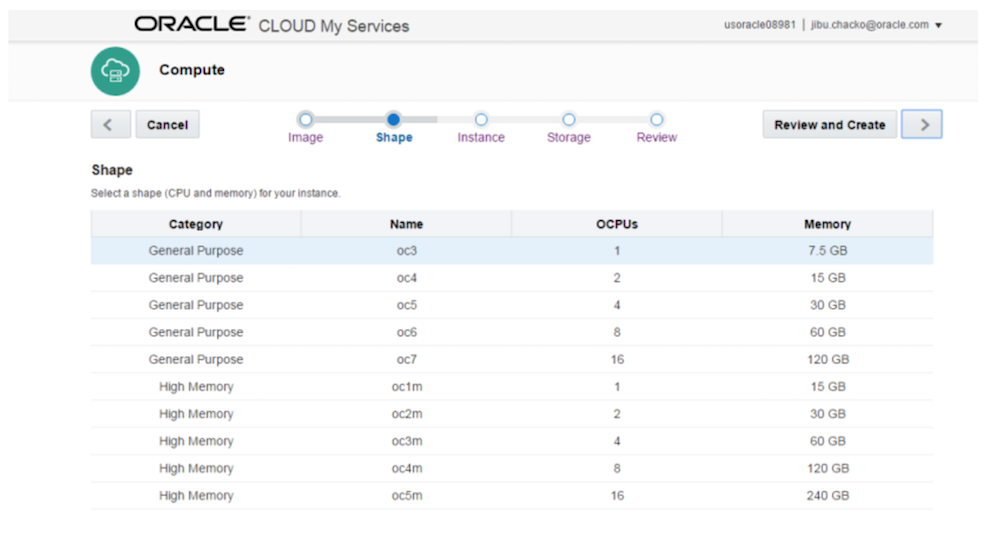 ORACLE® CLOUD My Services usoracle08981 | jibu.chacko@oracle.com
Compute
Cancel Review and Create
Image Shape Instance Storage Review
Shape
Select a shape (CPU and memory) for your instance.
Category Name OCPUs Memory
General Purpose oc3 1 7.5 GB
General Purpose oc4 2 15 GB
General Purpose oc5 4 30 GB
General Purpose oc6 8 60 GB
General Purpose oc7 16 120 GB
High Memory oc1m 1 15 GB
High Memory oc2m 2 30 GB
High Memory oc3m 4 60 GB
High Memory oc4m 8 120 GB
High Memory oc5m 16 240 GB